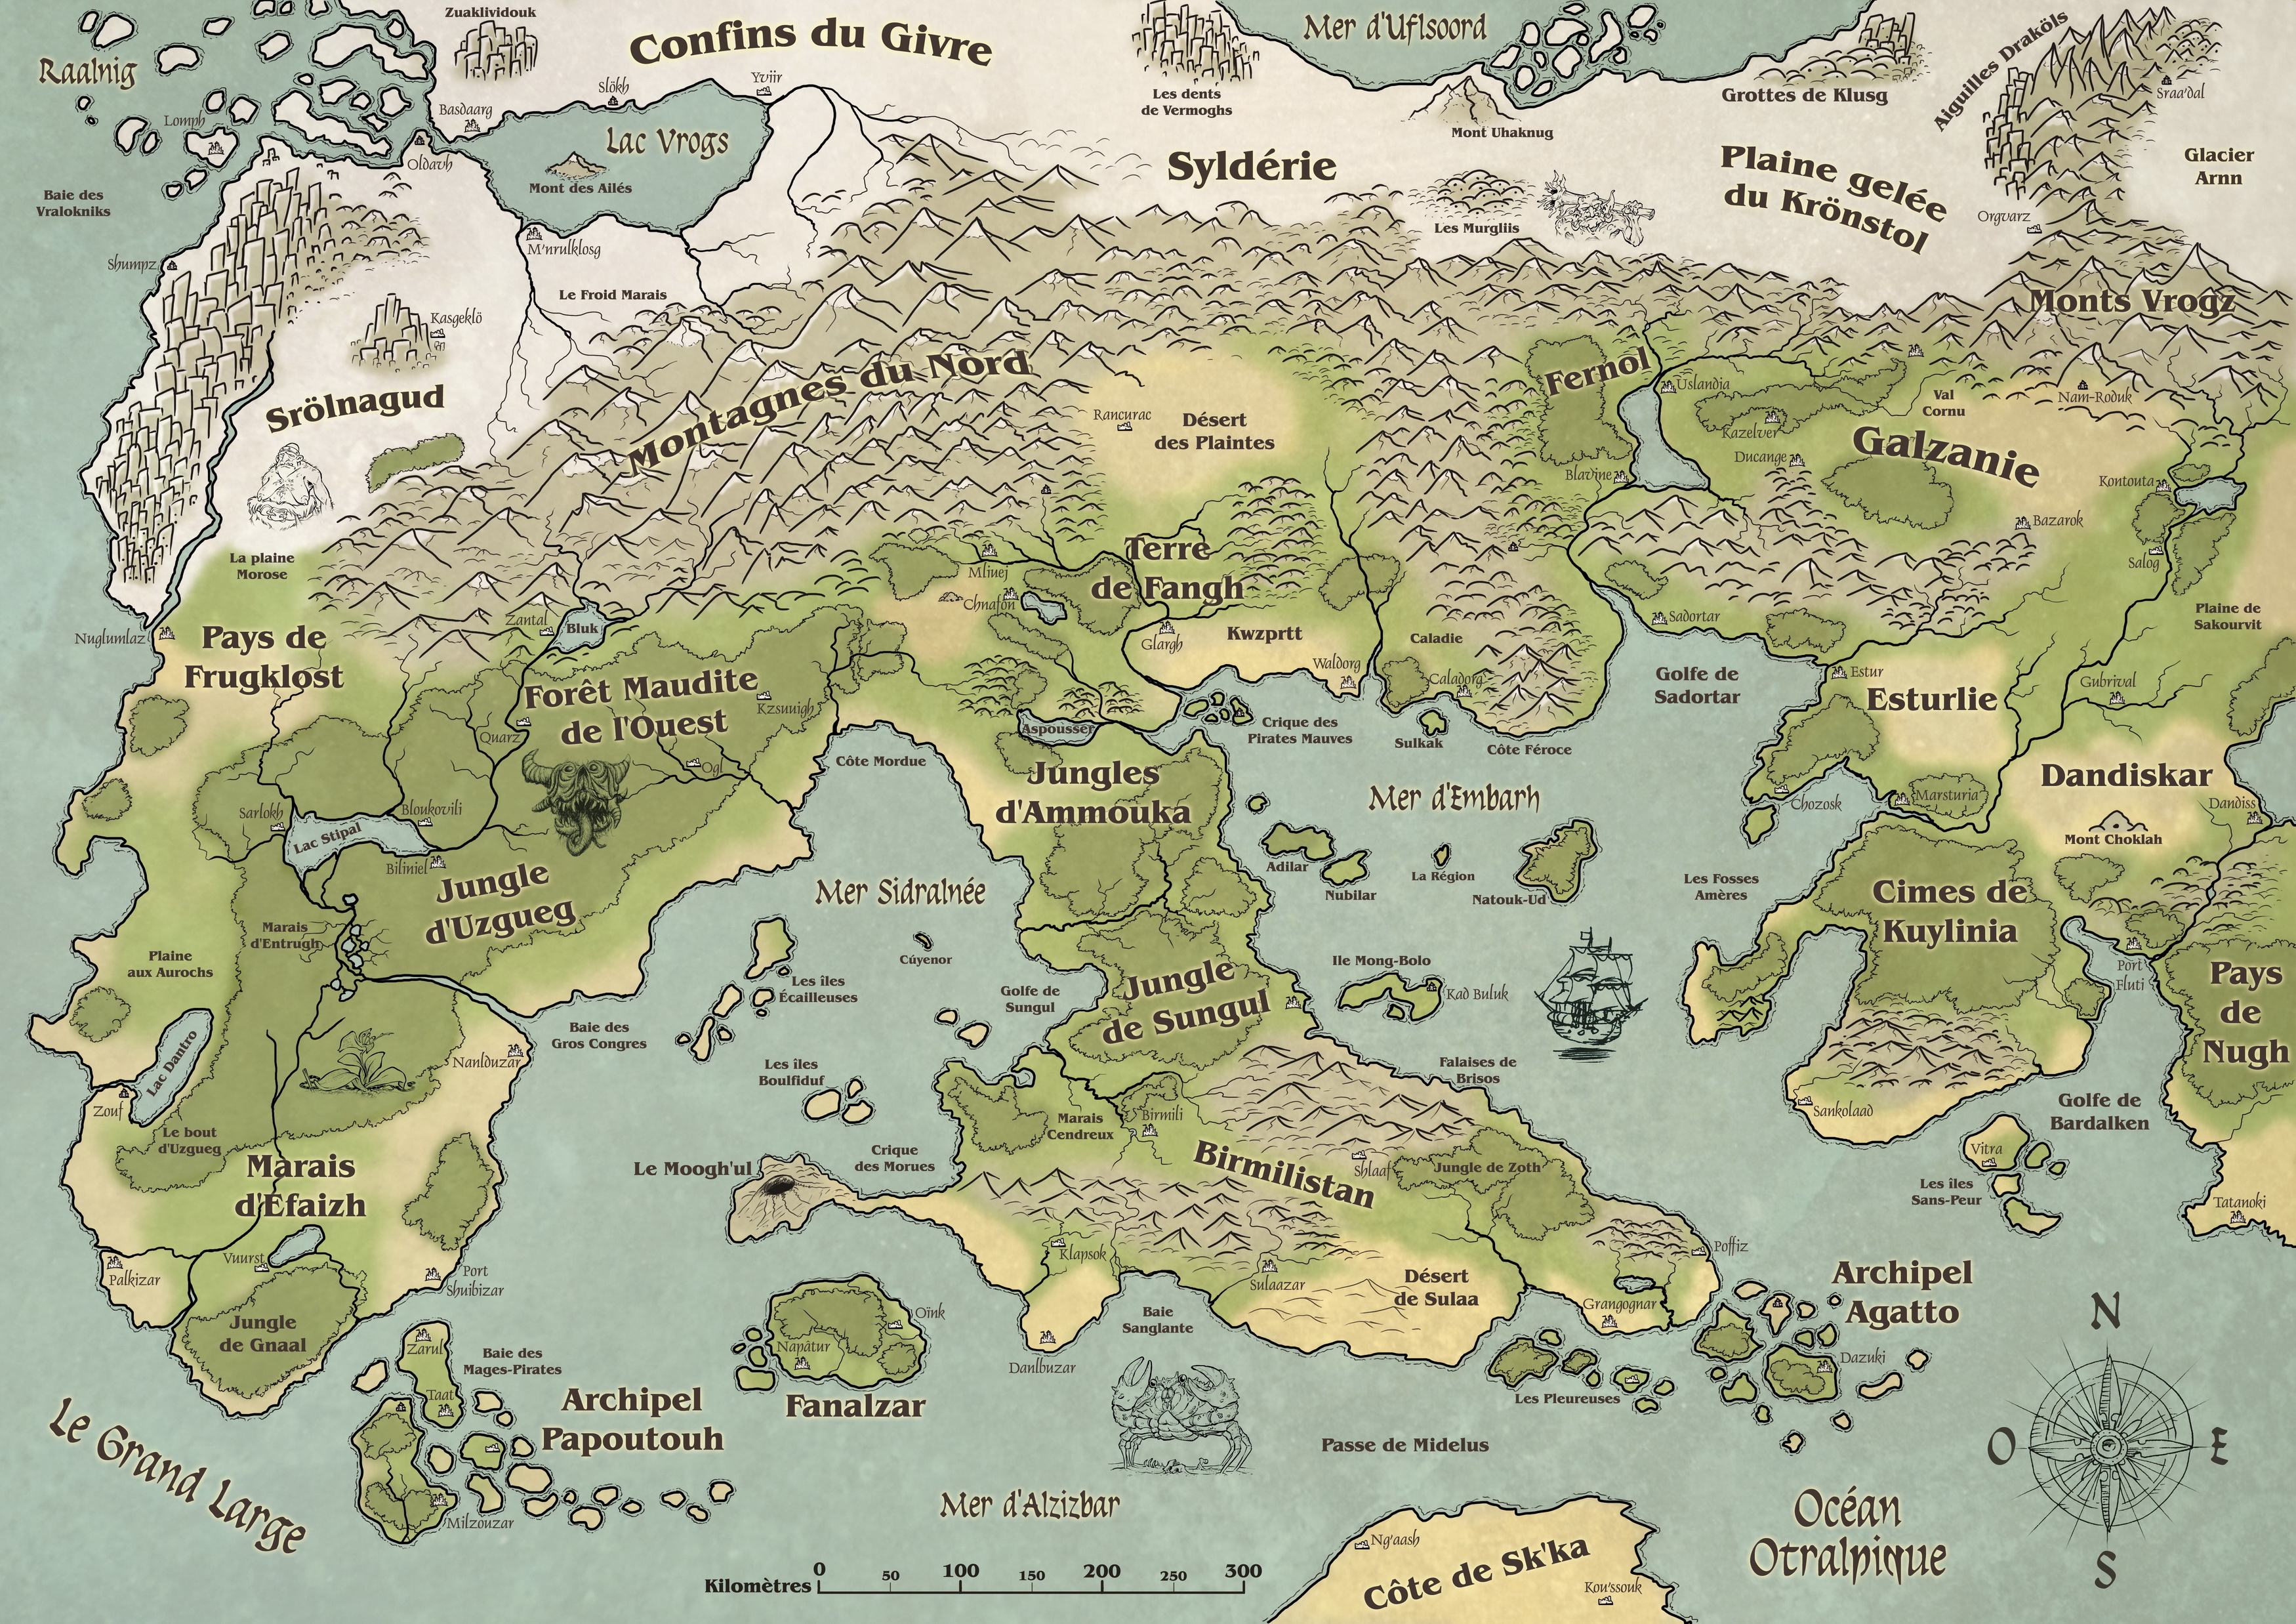 Zuaklividouk
Confins du Givre
Mer d'Uflsoord
Raalnig
Slökh
Yviir
Basdaarg
Lomph
Les dents
de Vermoghs
Grottes de Klusg
Aiguilles Draköls
Sraa'dal
Oldavh
Lac Vrogs
Mont des Ailés
Mont Uhaknug
Syldérie
Plaine gelée
du Krönstol
Glacier
Arnn
Baie des
Vralokniks
M'nrulklosg
Les Murgliis
Orgvarz
Shumpz
Le Froid Marais
Monts Vrogz
Kasgeklö
Srölnagud
Montagnes du Nord
Rancurac
Désert
des Plaintes
Fernol
Uslandia
Kazelver
Val
Cornu
Nam-Roduk
Ducange
Galzanie
Blavine
Kontouta
Bazarok
Salog
La plaine
Morose
Terre
de Fangh
Mliuej
Chnafon
Nuglumlaz
Pays de
Frugklost
Zantal
Bluk
Glargh
Kwzprtt
Waldorg
Caladie
Caladorg
Sadortar
Plaine de
Sakourvit
Golfe de
Sadortar
Estur
Esturlie
Gubrival
Forêt Maudite
de l'Ouest
Kzsuuigh
Quarz
Ogl
Côte Mordue
Aspousser
Crique des
Pirates Mauves
Sulkak
Côte Féroce
Jungles
d'Ammouka
Mer d'Embarh
Chozosk
Marsturia
Dandiskar
Dandiss
Mont Choklah
Sarlokh
Lac Stipal
Bloukovili
Biliniel
Jungle
d'Uzgueg
Mer Sidralnée
Adilar
Nubilar
La Région
Natouk-Ud
Les Fosses
Amères
Cimes de
Kuylinia
Marais
d'Entrugh
Plaine
aux Aurochs
Cúyenor
Les îles
Écailleuses
Golfe de
Sungul
Jungle
de Sungul
Ile Mong-Bolo
Kad Buluk
Port
Fluti
Pays
de
Nugh
Baie des
Gros Congres
Lac Dantro
Nanlduzar
Zouf
Les îles
Boulfiduf
Falaises de
Brisos
Sankolaad
Golfe de
Bardalken
Le bout
d'Uzgueg
Marais
Cendreux
Birmili
Vitra
Les îles
Sans-Peur
Tatanoki
Marais
d'Efaizh
Le Moogh'ul
Crique
des Morues
Birmilistan
Shlaaf
Jungle de Zoth
Vuurst
Palkizar
Port
Shuibizar
Klapsok
Sulaazar
Désert
de Sulaa
Poffiz
Grangognar
Archipel
Agatto
Jungle
de Gnaal
Zarul
Baie des
Mages-Pirates
Taat
Oïnk
Napâtur
Fanalzar
Baie
Sanglante
Danlbuzar
Les Pleureuses
Dazuki
N
O
E
S
Le Grand Large
Archipel
Papoutouh
Milzouzar
Passe de Midelus
Mer d'Alzizbar
Océan
Otralpique
Ng'aash
Côte de Sk'ka
Kou'ssouk
Kilomètres 0 50 100 150 200 250 300